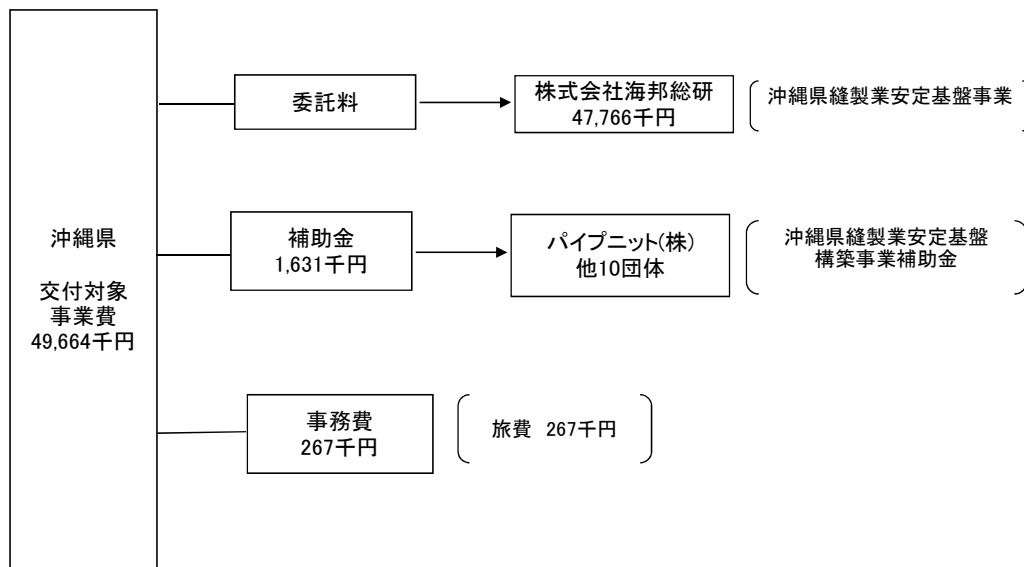 沖縄県
交付対象
事業費
49,664千円
委託料
株式会社海邦総研
47,766千円
沖縄県縫製業安定基盤事業
補助金
1,631千円
パイプニット(株)
他10団体
沖縄県縫製業安定基盤
構築事業補助金
事務費
267千円
旅費 267千円